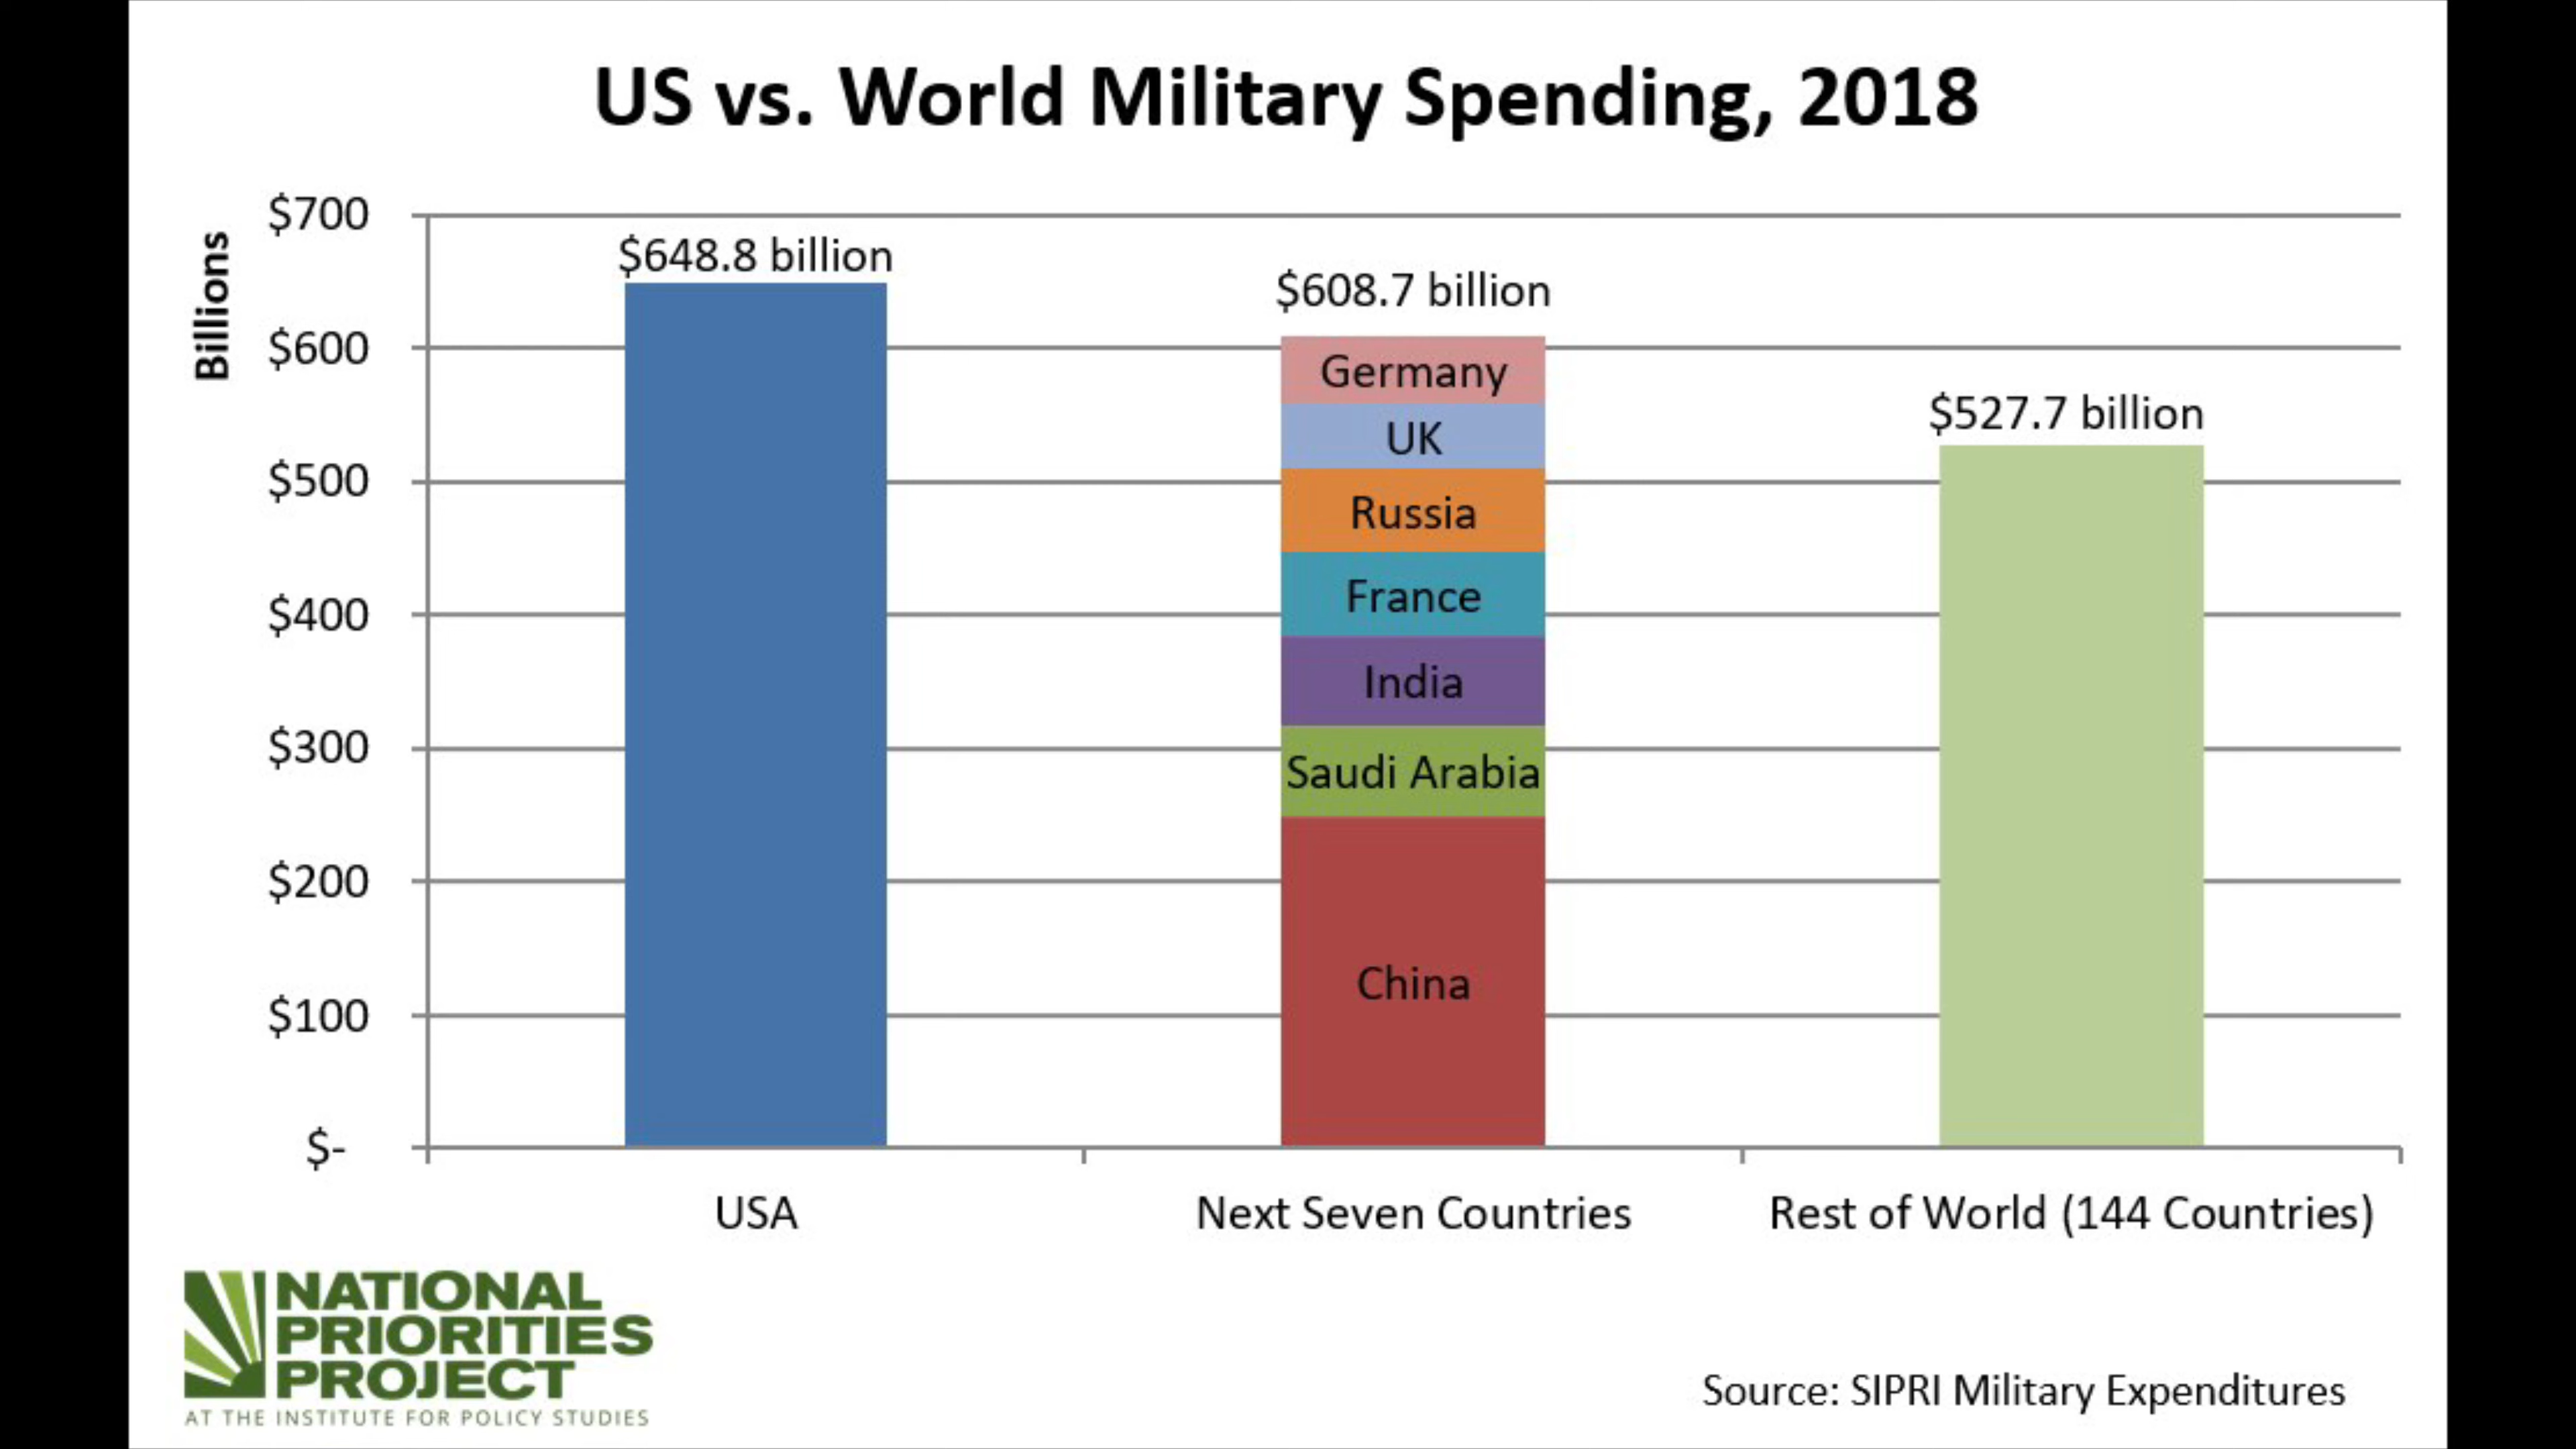 US vs. World Military Spending, 2018
Billions
$700
$600
$500
$400
$300
$200
$100
$-
$648.8 billion
$608.7 billion
$527.7 billion
Germany
UK
Russia
France
India
Saudi Arabia
China
USA
Next Seven Countries
Rest of World (144 Countries)
NATIONAL
PRIORITIES
PROJECT
AT THE INSTITUTE FOR POLICY STUDIES
Source: SIPRI Military Expenditures